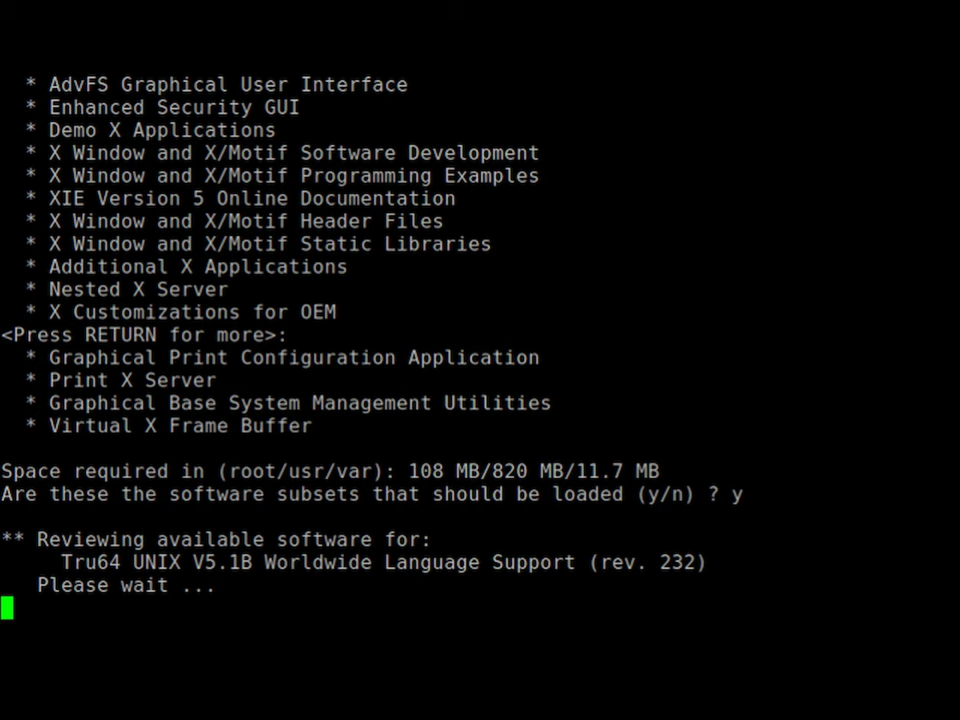 * AdvFS Graphical User Interface
* Enhanced Security GUI
* Demo X Applications
* X Window and X/Motif Software Development
* X Window and X/Motif Programming Examples
* XIE Version 5 Online Documentation
* X Window and X/Motif Header Files
* X Window and X/Motif Static Libraries
* Additional X Applications
* Nested X Server
* X Customizations for OEM
<Press RETURN for more>:
* Graphical Print Configuration Application
* Print X Server
* Graphical Base System Management Utilities
* Virtual X Frame Buffer
Space required in (root/usr/var): 108 MB/820 MB/11.7 MB
Are these the software subsets that should be loaded (y/n) ? y
** Reviewing available software for:
Tru64 UNIX V5.1B Worldwide Language Support (rev. 232)
Please wait ...